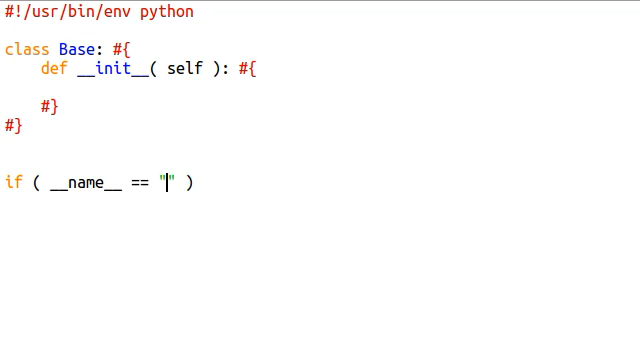 #!/usr/bin/env python
class Base: #{
def __init__( self ): #{
#}
#}
if ( __name__ == "" )